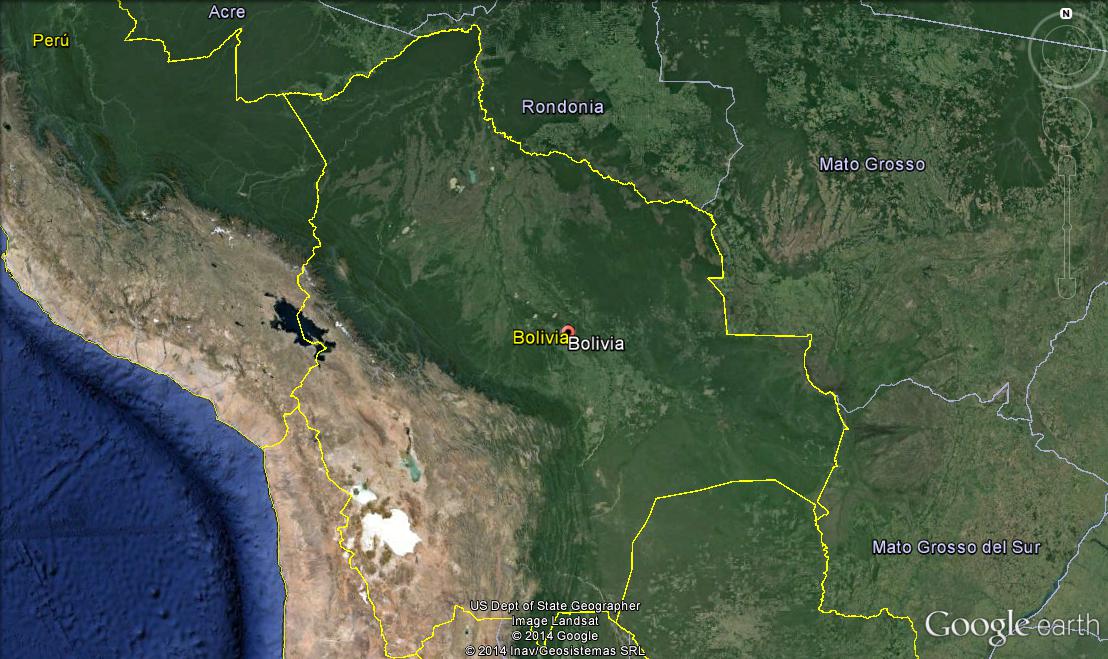 N
Acre
Perú
Rondonia
Mato Grosso
Bolivia
Bolivia
Mato Grosso del Sur
US Dept of State Geographer
Image Landsat
© 2014 Google
© 2014 Inav/Geosistemas SRL
Google earth